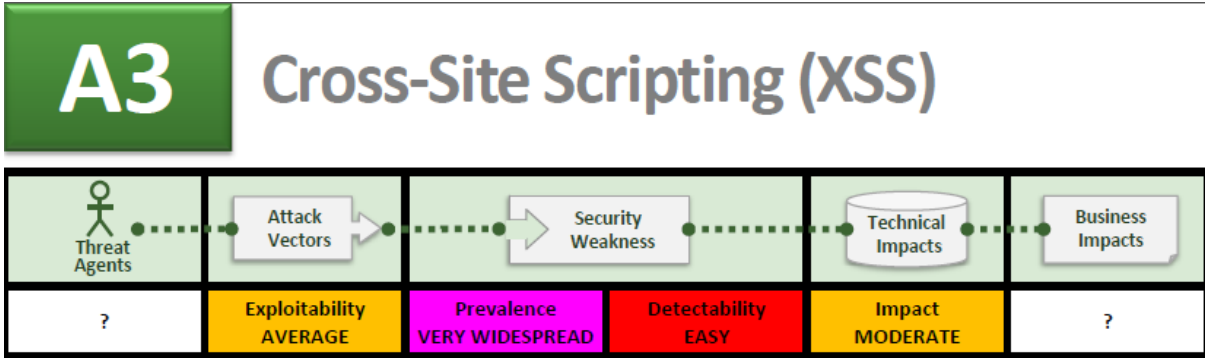 A3
Cross-Site Scripting (XSS)
Threat
Agents
Attack
Vectors
Security
Weakness
Technical
Impacts
Business
Impacts
?
Exploitability
AVERAGE
Prevalence
VERY WIDESPREAD
Detectability
EASY
Impact
MODERATE
?